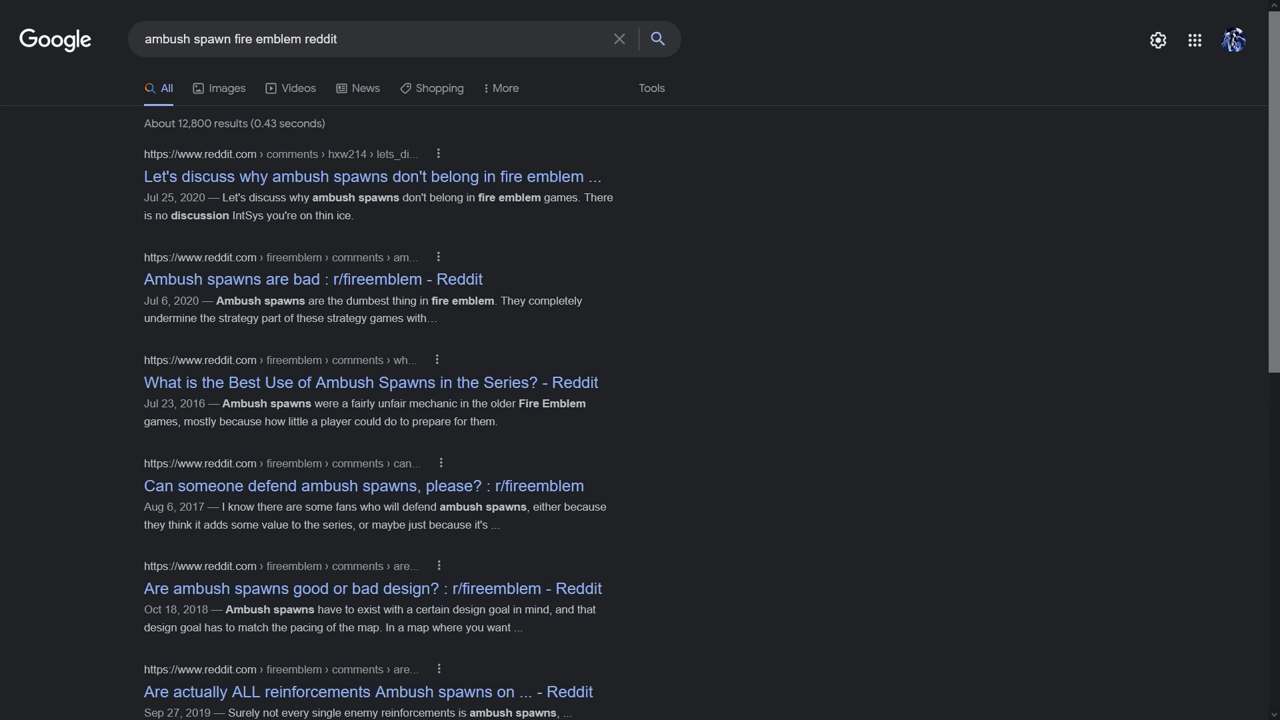 Google
ambush spawn fire emblem reddit
All Images Videos News Shopping More Tools
About 12,800 results (0.43 seconds)
https://www.reddit.com › comments › hxw214 › lets_di...
Let's discuss why ambush spawns don't belong in fire emblem ...
Jul 25, 2020 — Let's discuss why ambush spawns don't belong in fire emblem games. There
is no discussion IntSys you're on thin ice.
https://www.reddit.com › fireemblem › comments › am...
Ambush spawns are bad : r/fireemblem - Reddit
Jul 6, 2020 — Ambush spawns are the dumbest thing in fire emblem. They completely
undermine the strategy part of these strategy games with...
https://www.reddit.com › fireemblem › comments › wh...
What is the Best Use of Ambush Spawns in the Series? - Reddit
Jul 23, 2016 — Ambush spawns were a fairly unfair mechanic in the older Fire Emblem
games, mostly because how little a player could do to prepare for them.
https://www.reddit.com › fireemblem › comments › can...
Can someone defend ambush spawns, please? : r/fireemblem
Aug 6, 2017 — I know there are some fans who will defend ambush spawns, either because
they think it adds some value to the series, or maybe just because it's ...
https://www.reddit.com › fireemblem › comments › are...
Are ambush spawns good or bad design? : r/fireemblem - Reddit
Oct 18, 2018 — Ambush spawns have to exist with a certain design goal in mind, and that
design goal has to match the pacing of the map. In a map where you want ...
https://www.reddit.com › fireemblem › comments › are...
Are actually ALL reinforcements Ambush spawns on ... - Reddit
Sep 27, 2019 — Surely not every single enemy reinforcements is ambush spawns, ...